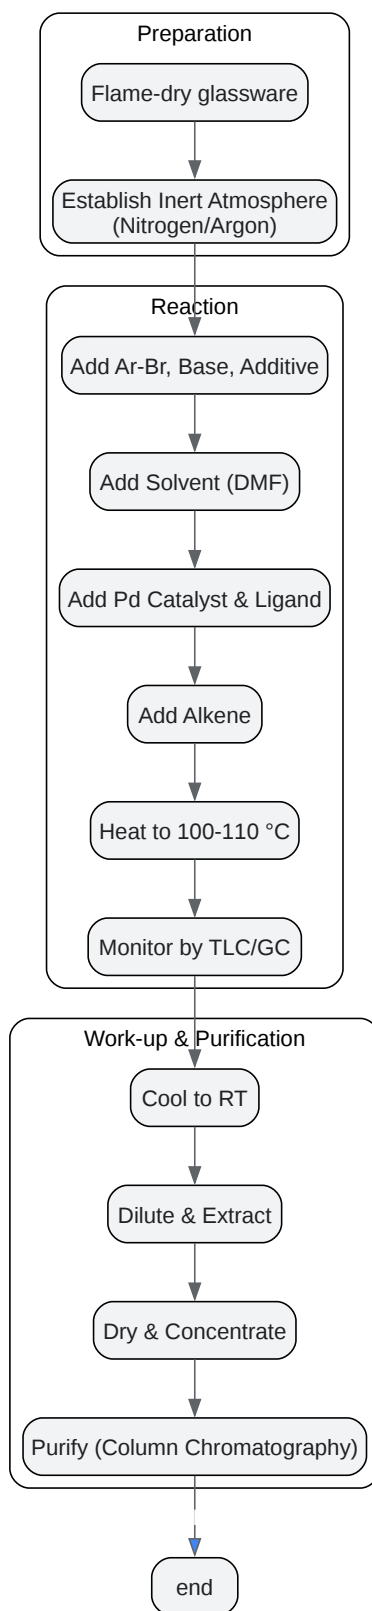 Preparation
Flame-dry glassware
Establish Inert Atmosphere
(Nitrogen/Argon)
Reaction
Add Ar-Br, Base, Additive
Add Solvent (DMF)
Add Pd Catalyst & Ligand
Add Alkene
Heat to 100-110 °C
Monitor by TLC/GC
Work-up & Purification
Cool to RT
Dilute & Extract
Dry & Concentrate
Purify (Column Chromatography)
end